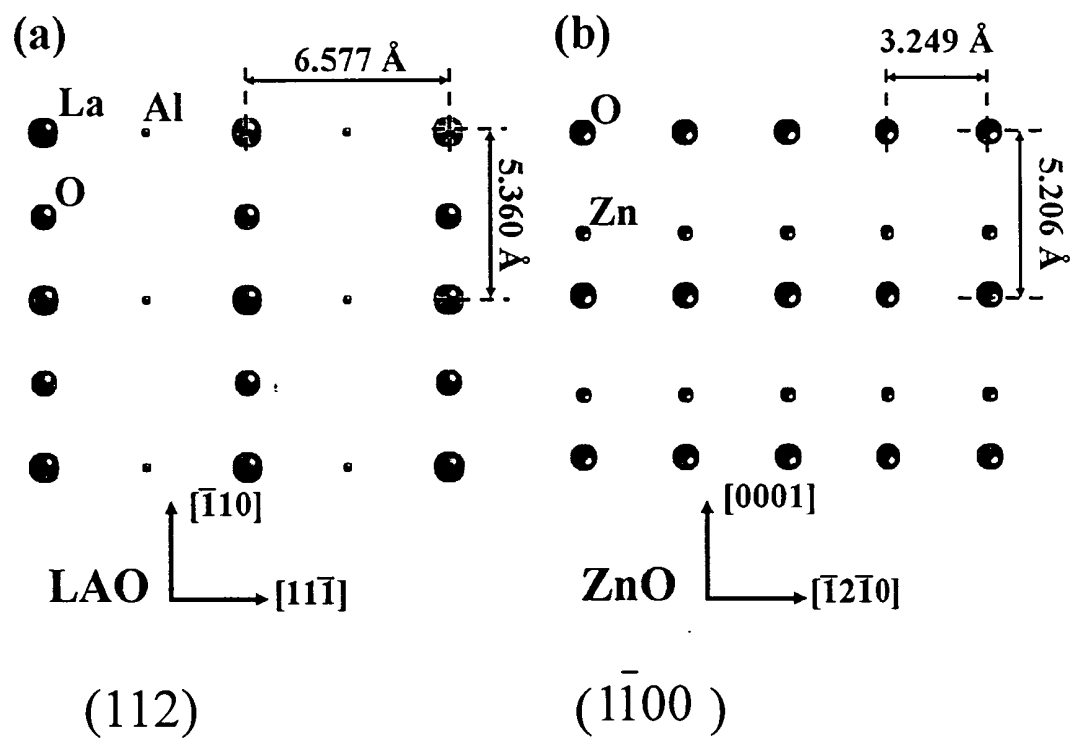 (a)
6.577 Å
La
Al
O
5.360 Å
[1̄10]
LAO
[111̄]
(112)
(b)
3.249 Å
O
Zn
5.206 Å
[0001]
ZnO
[1̄21̄0]
(11̄00 )